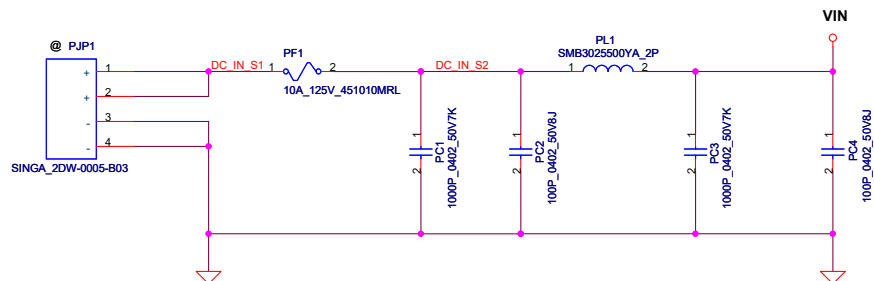 VIN
@ PJP1
1 +
2 +
3 -
4 -
SINGA_2DW-0005-B03
DC_IN_S1
PF1
1 2
10A_125V_451010MRL
DC_IN_S2
PL1
SMB3025500YA_2P
1 2
1 2
PC1
1000P_0402_50V7K
1 2
PC2
100P_0402_50V8J
1 2
PC3
1000P_0402_50V7K
1 2
PC4
100P_0402_50V8J